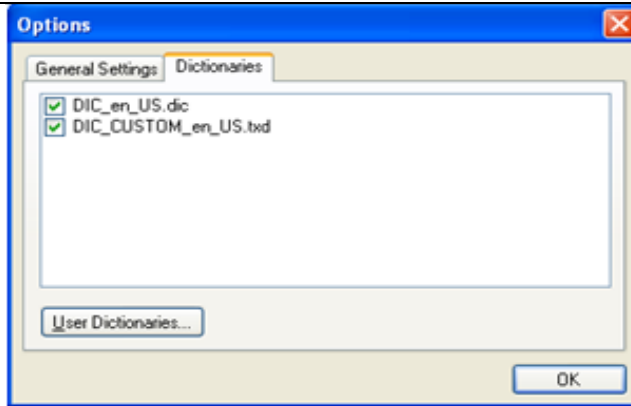 Options
General Settings Dictionaries
DIC_en_US.dic
DIC_CUSTOM_en_US.txd
User Dictionaries...
OK